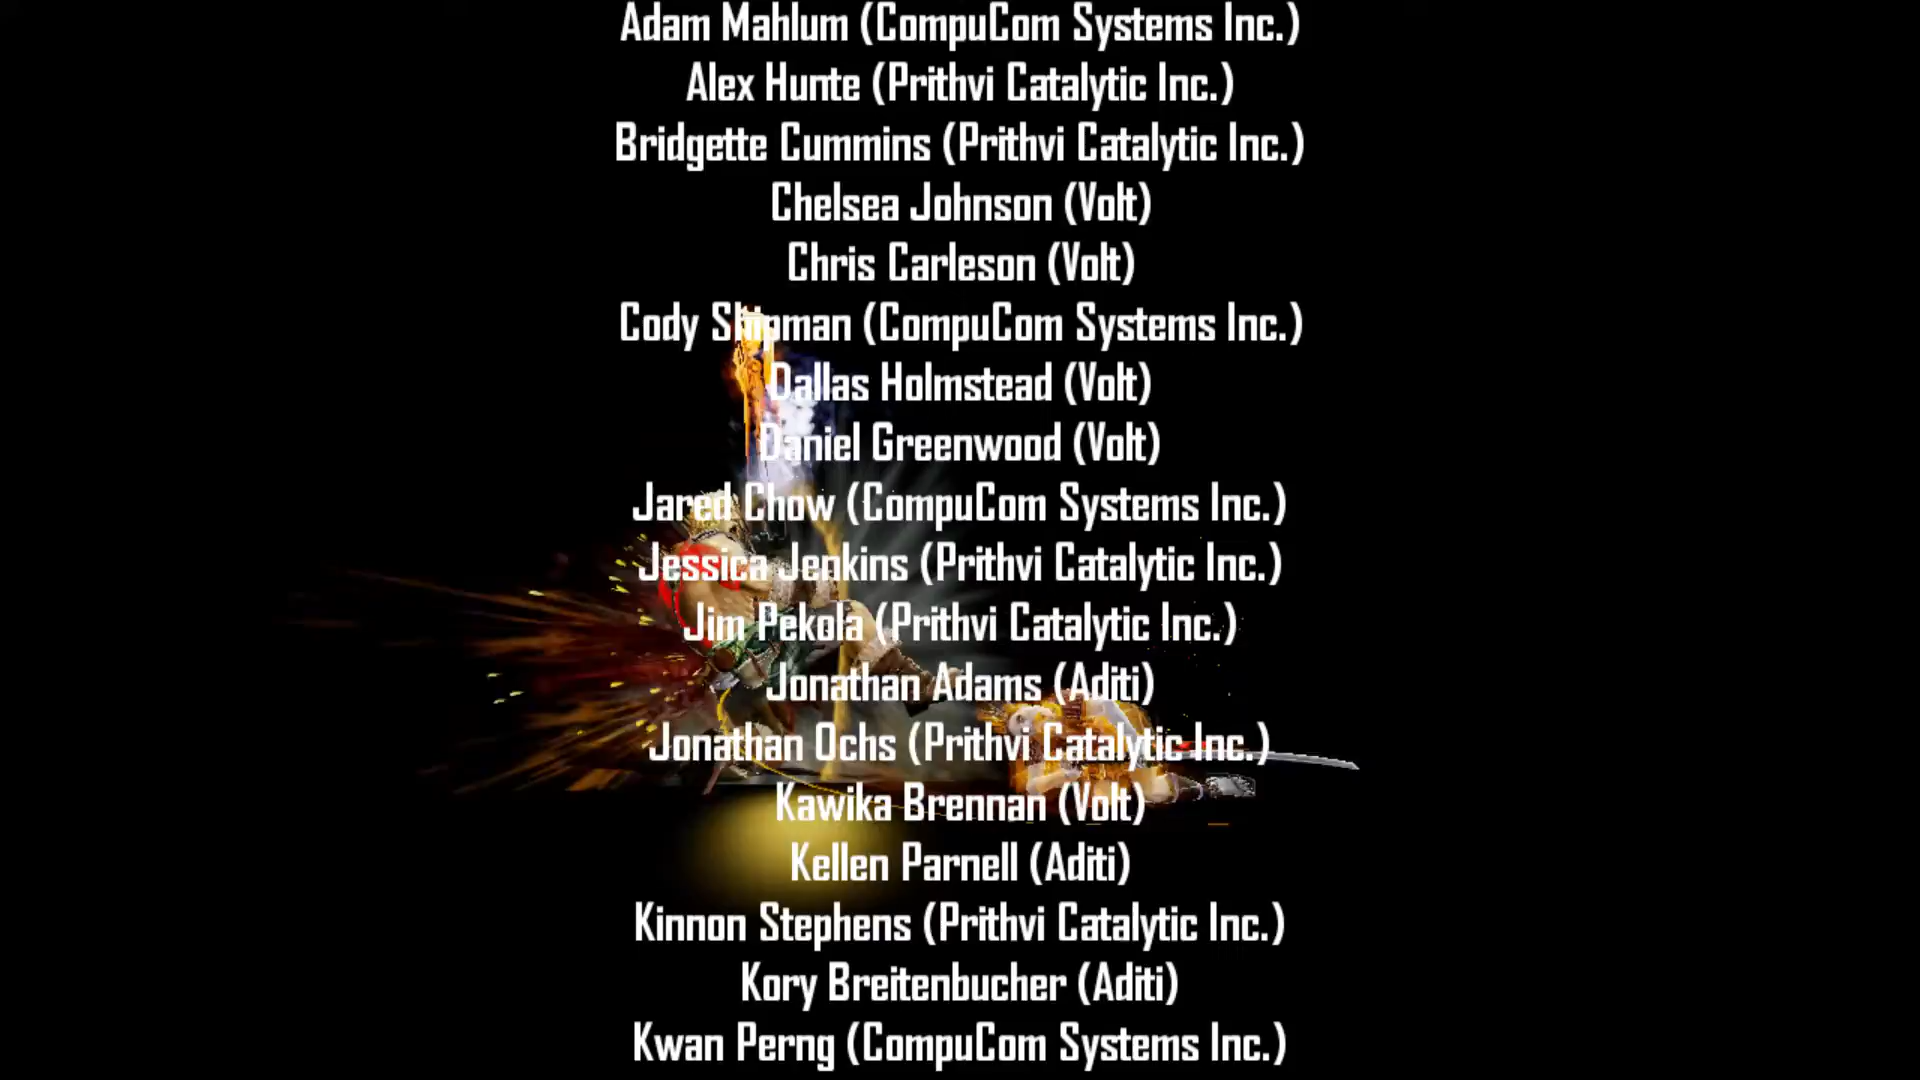 Adam Mahlum (CompuCom Systems Inc.)
Alex Hunte (Prithvi Catalytic Inc.)
Bridgette Cummins (Prithvi Catalytic Inc.)
Chelsea Johnson (Volt)
Chris Carleson (Volt)
Cody Shipman (CompuCom Systems Inc.)
Dallas Holmstead (Volt)
Daniel Greenwood (Volt)
Jared Chow (CompuCom Systems Inc.)
Jessica Jenkins (Prithvi Catalytic Inc.)
Jim Pekola (Prithvi Catalytic Inc.)
Jonathan Adams (Aditi)
Jonathan Ochs (Prithvi Catalytic Inc.)
Kawika Brennan (Volt)
Kellen Parnell (Aditi)
Kinnon Stephens (Prithvi Catalytic Inc.)
Kory Breitenbucher (Aditi)
Kwan Perng (CompuCom Systems Inc.)